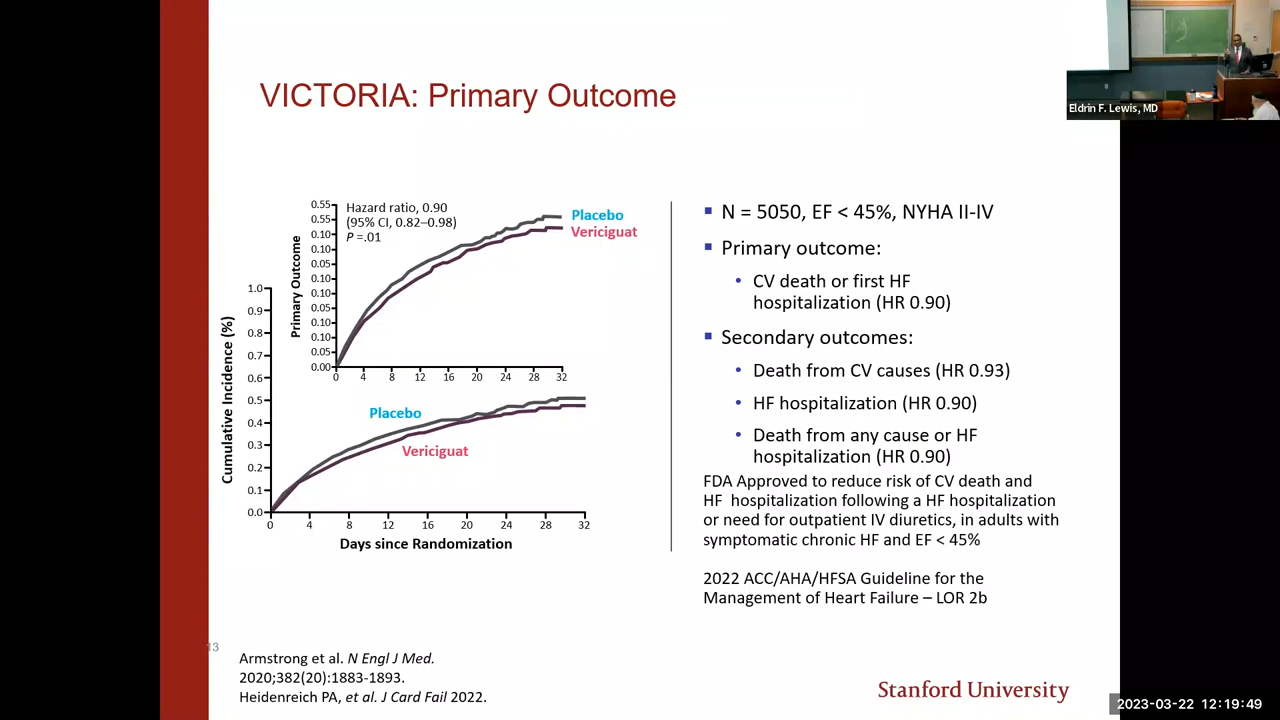 Eldrin F. Lewis, MD
VICTORIA: Primary Outcome
0.55
0.55
0.10
0.10
0.05
0.10
0.10
0.05
0.10
0.10
0.05
0.00
Primary Outcome
Hazard ratio, 0.90
(95% CI, 0.82–0.98)
P =.01
Placebo
Vericiguat
0 4 8 12 16 20 24 28 32
1.0
0.9
0.8
0.7
0.6
0.5
0.4
0.3
0.2
0.1
0.0
Cumulative Incidence (%)
Placebo
Vericiguat
0 4 8 12 16 20 24 28 32
Days since Randomization
N = 5050, EF < 45%, NYHA II-IV
Primary outcome:
CV death or first HF
hospitalization (HR 0.90)
Secondary outcomes:
Death from CV causes (HR 0.93)
HF hospitalization (HR 0.90)
Death from any cause or HF
hospitalization (HR 0.90)
FDA Approved to reduce risk of CV death and
HF hospitalization following a HF hospitalization
or need for outpatient IV diuretics, in adults with
symptomatic chronic HF and EF < 45%
2022 ACC/AHA/HFSA Guideline for the
Management of Heart Failure – LOR 2b
13
Armstrong et al. N Engl J Med.
2020;382(20):1883-1893.
Heidenreich PA, et al. J Card Fail 2022.
Stanford University
2023-03-22 12:19:49